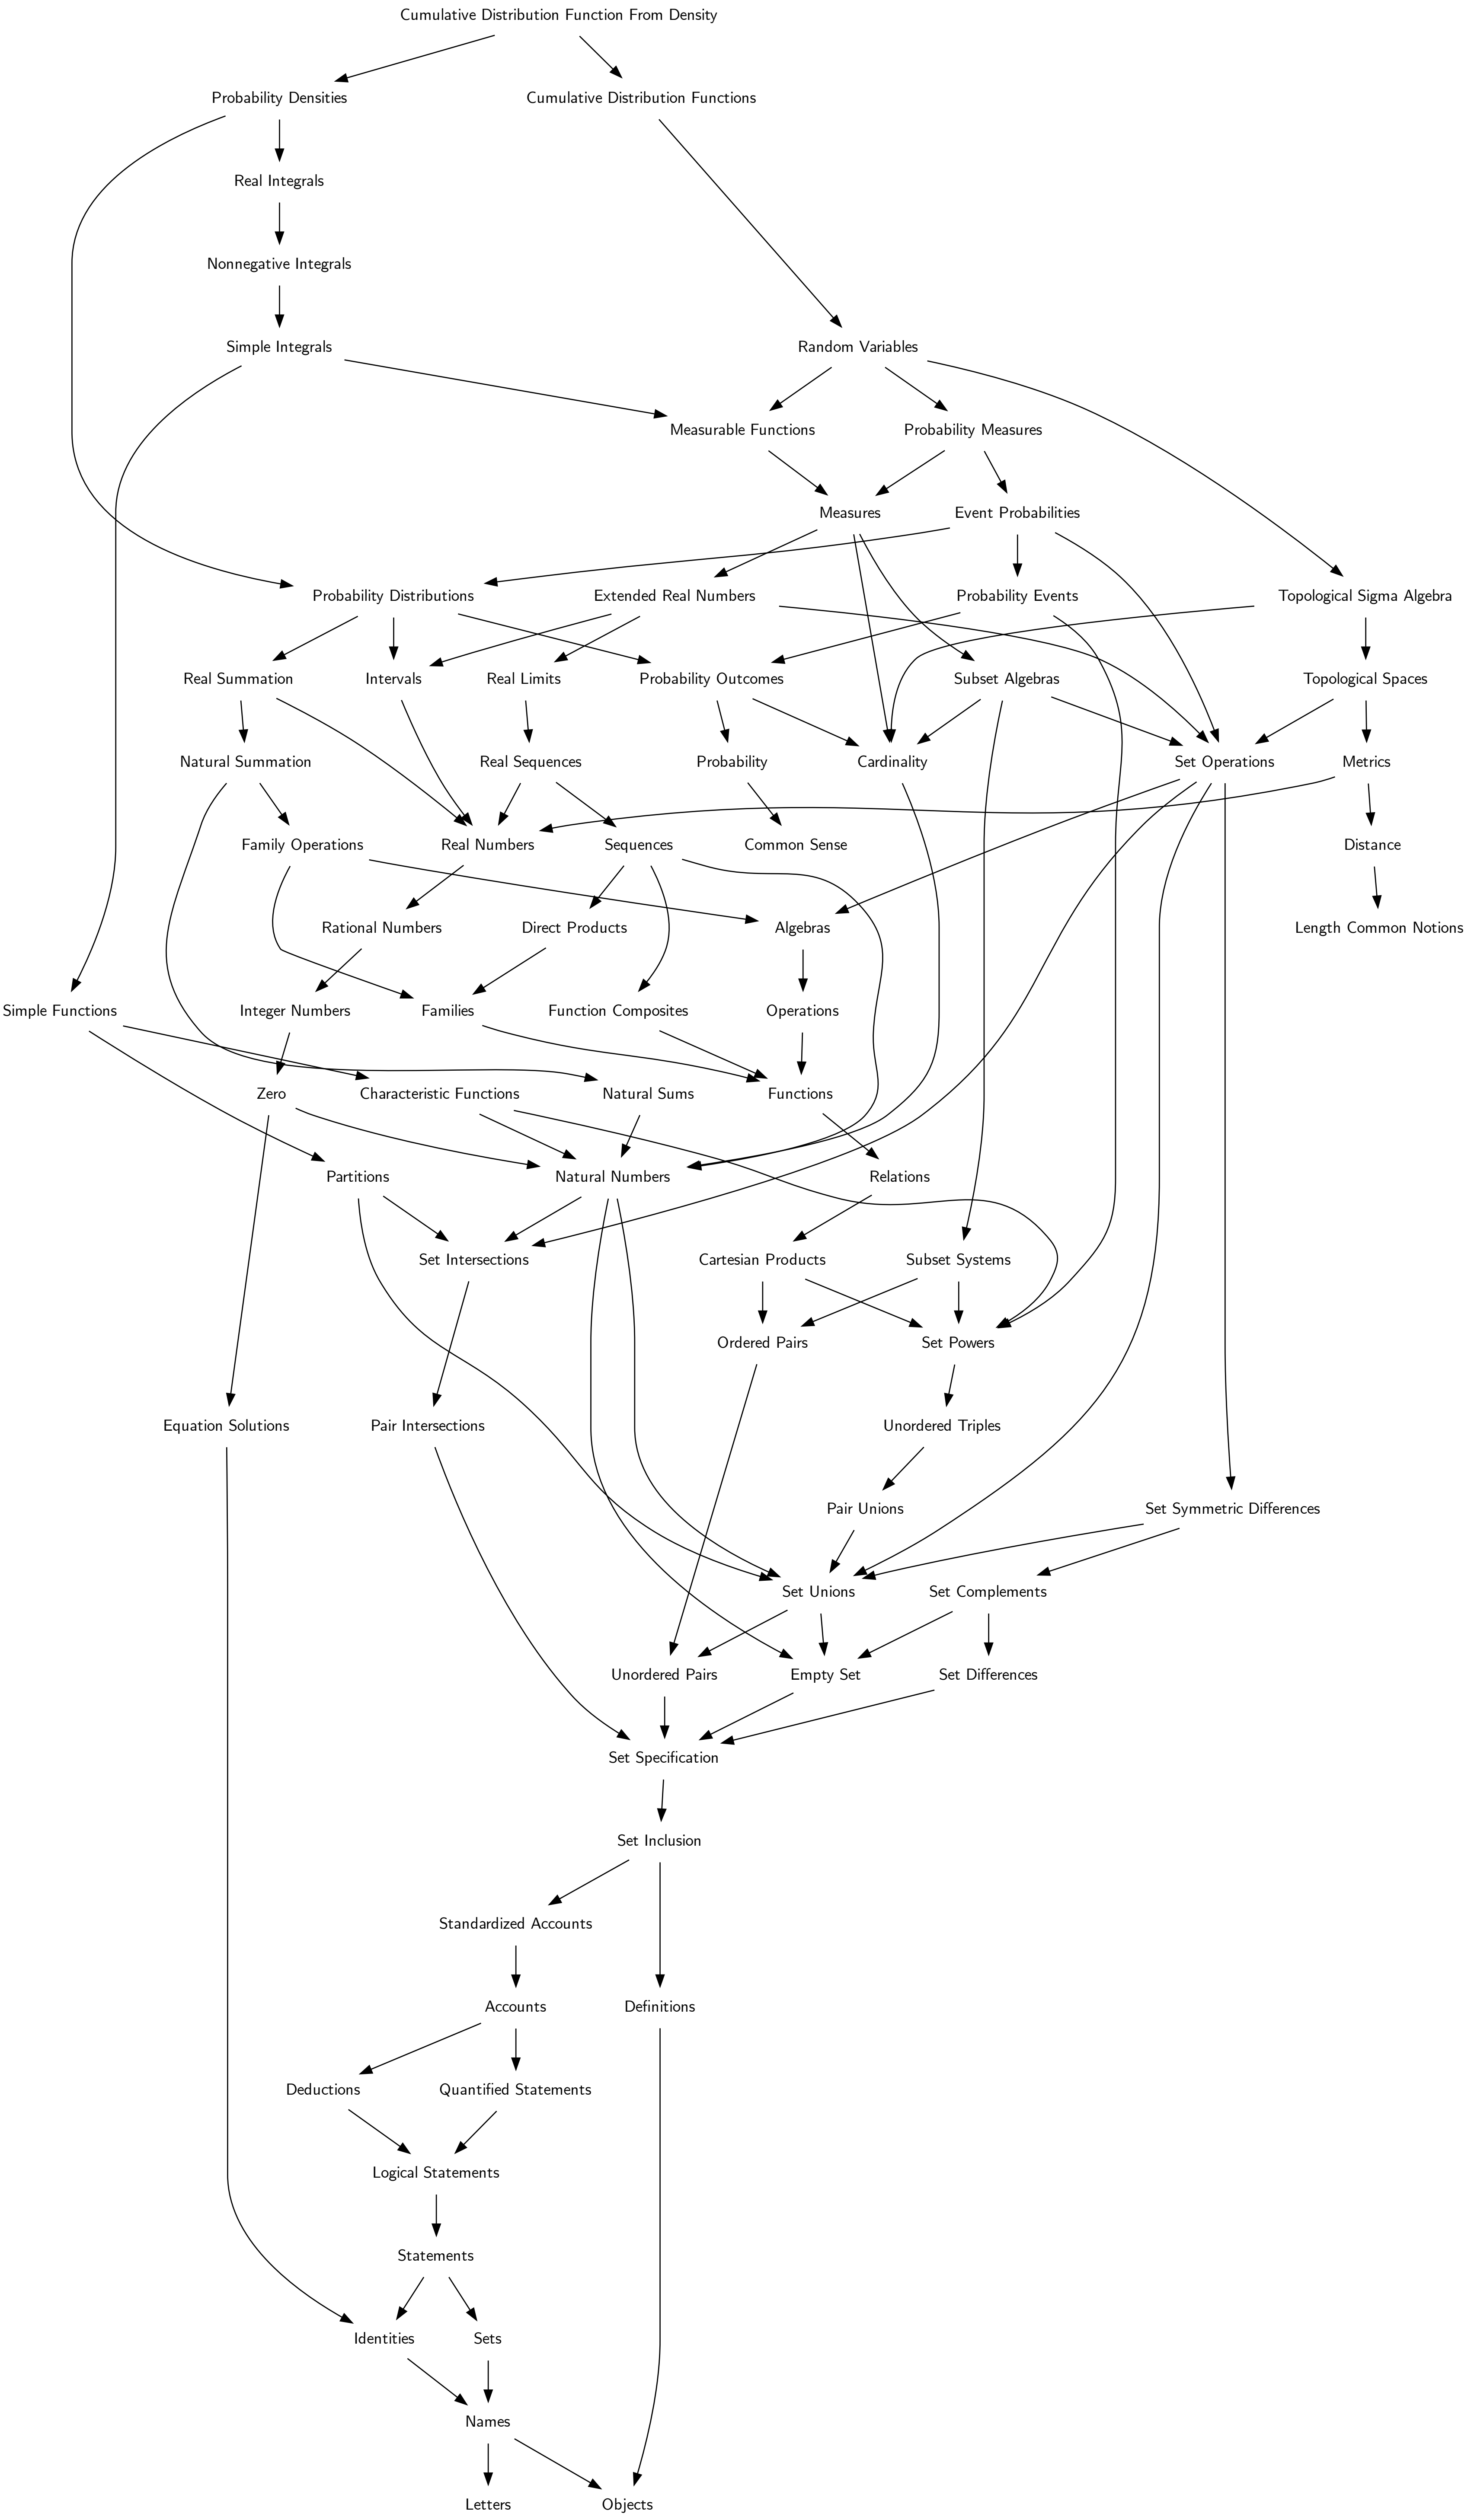 Cumulative Distribution Function From Density
Probability Densities
Cumulative Distribution Functions
Real Integrals
Nonnegative Integrals
Simple Integrals
Random Variables
Measurable Functions
Probability Measures
Measures
Event Probabilities
Probability Distributions
Extended Real Numbers
Probability Events
Topological Sigma Algebra
Real Summation
Intervals
Real Limits
Probability Outcomes
Subset Algebras
Topological Spaces
Natural Summation
Real Sequences
Probability
Cardinality
Set Operations
Metrics
Family Operations
Real Numbers
Sequences
Common Sense
Distance
Rational Numbers
Direct Products
Algebras
Length Common Notions
Simple Functions
Integer Numbers
Families
Function Composites
Operations
Zero
Characteristic Functions
Natural Sums
Functions
Partitions
Natural Numbers
Relations
Set Intersections
Cartesian Products
Subset Systems
Ordered Pairs
Set Powers
Equation Solutions
Pair Intersections
Unordered Triples
Pair Unions
Set Symmetric Differences
Set Unions
Set Complements
Unordered Pairs
Empty Set
Set Differences
Set Specification
Set Inclusion
Standardized Accounts
Accounts
Definitions
Deductions
Quantified Statements
Logical Statements
Statements
Identities
Sets
Names
Letters
Objects